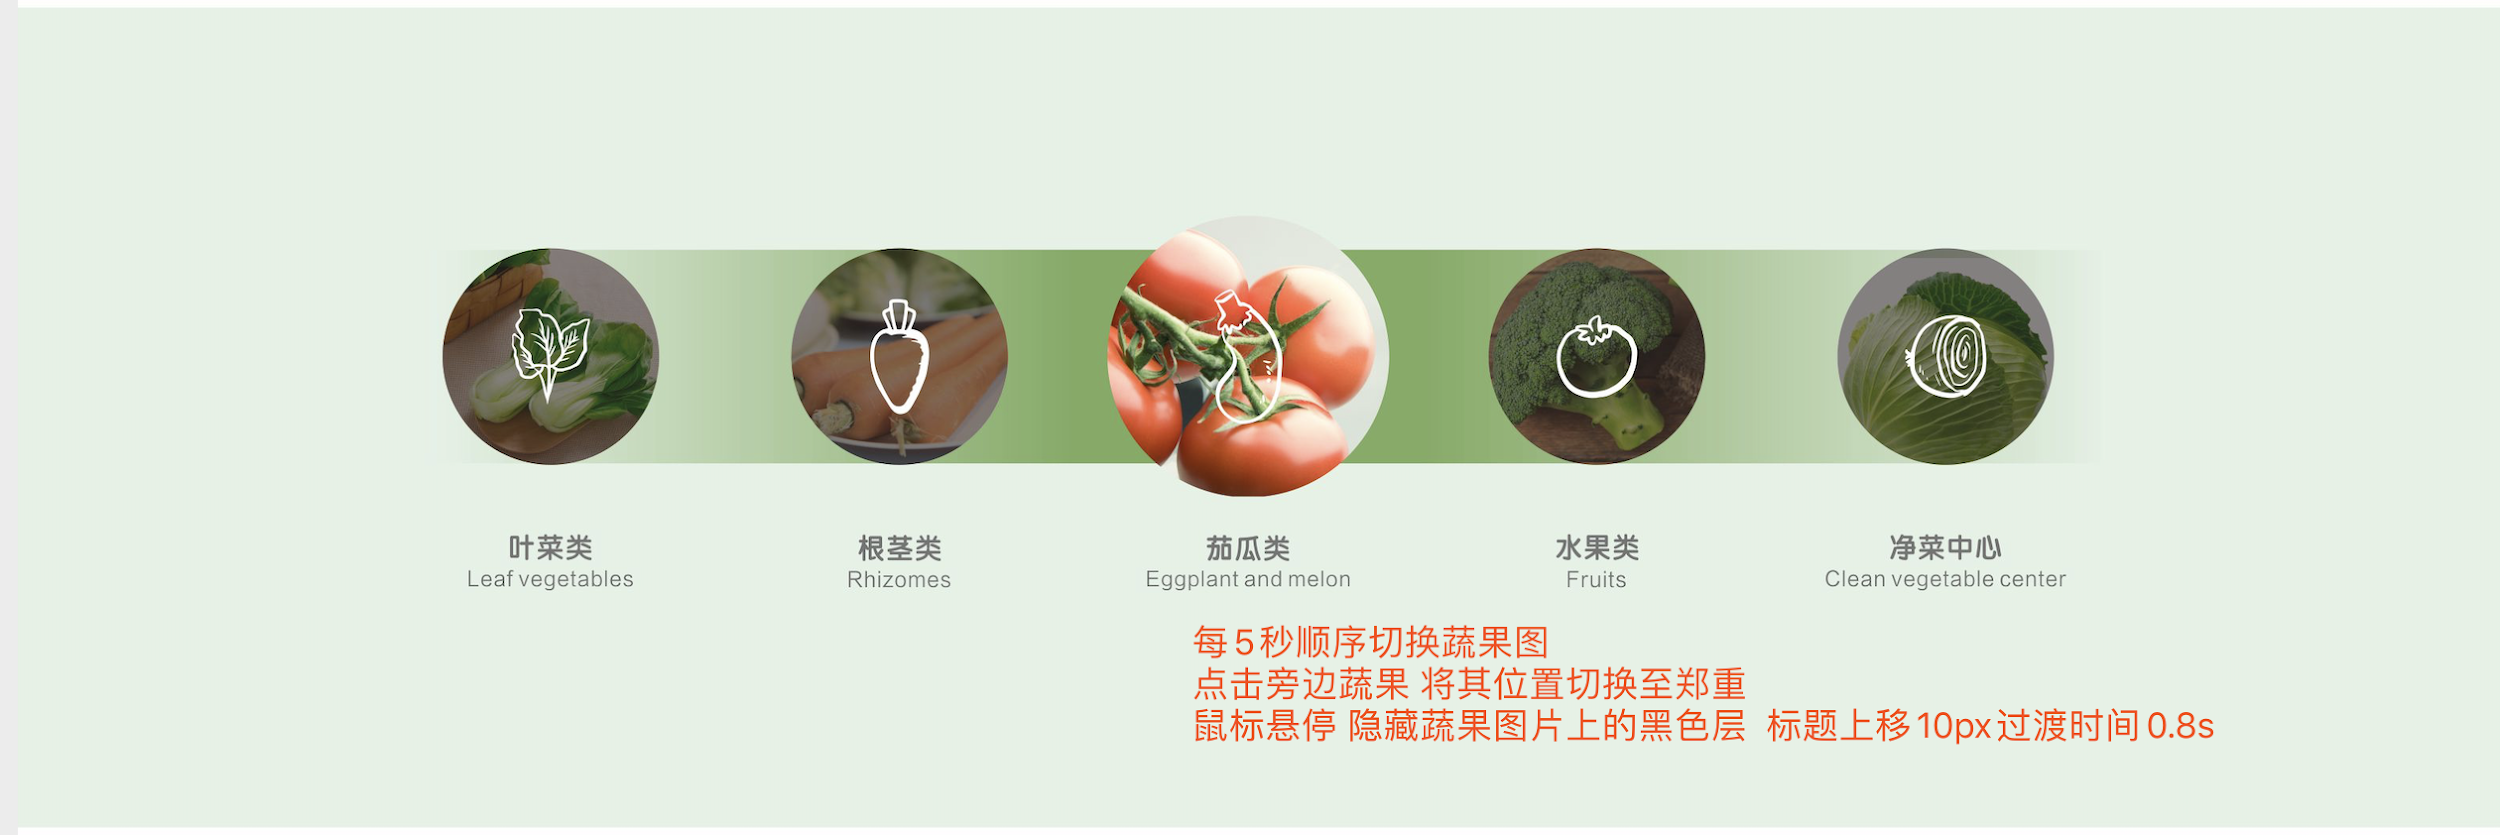 叶菜类
Leaf vegetables
根茎类
Rhizomes
茄瓜类
Eggplant and melon
水果类
Fruits
净菜中心
Clean vegetable center
每5秒顺序切换蔬果图
点击旁边蔬果 将其位置切换至郑重
鼠标悬停 隐藏蔬果图片上的黑色层 标题上移10px过渡时间0.8s